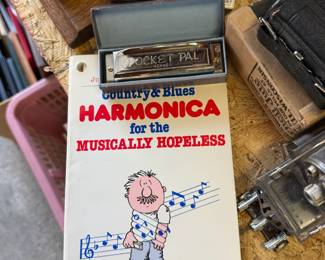 POCKET PAL
Country & Blues
HARMONICA
for the
MUSICALLY HOPELESS